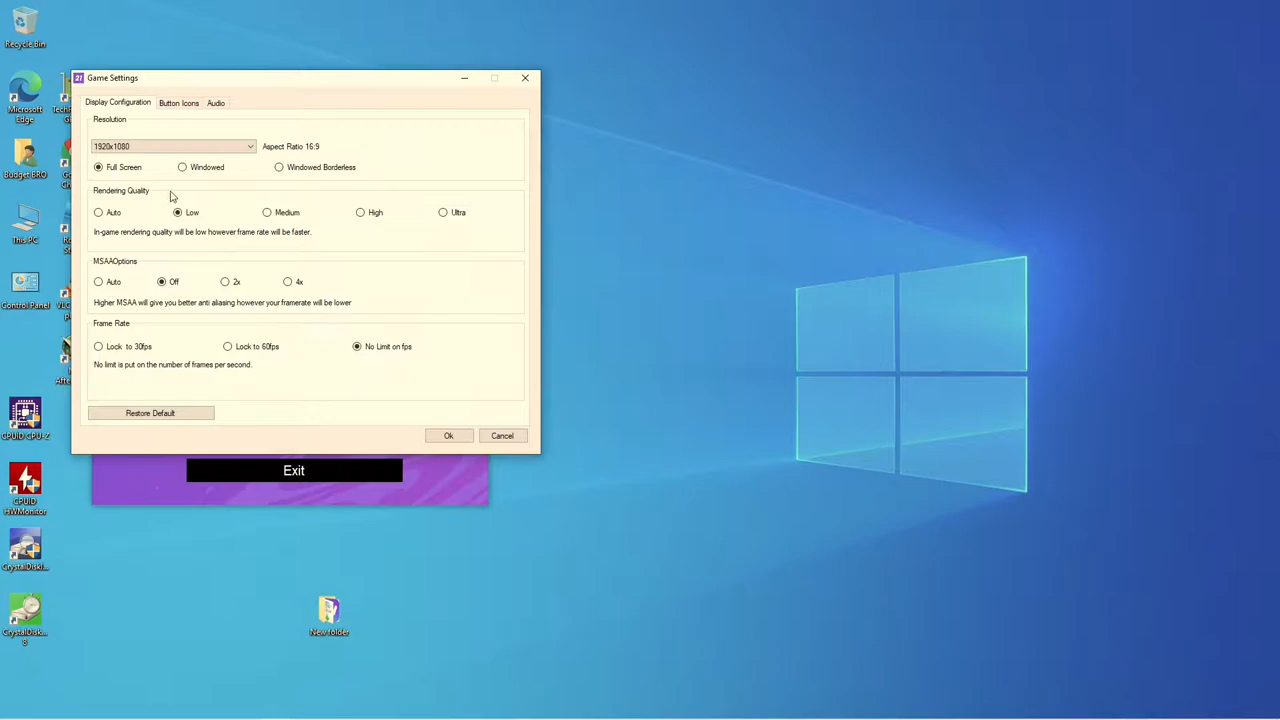 Recycle Bin
Microsoft
Edge
Budget BRO
This PC
Control Panel
CPUID CPU-Z
CPUID
HWMonitor
CrystalDiskI...
CrystalDisk...
8
21 Game Settings
Display Configuration Button Icons Audio
Resolution
1920x1080 Aspect Ratio 16:9
Full Screen Windowed Windowed Borderless
Rendering Quality
Auto Low Medium High Ultra
In-game rendering quality will be low however frame rate will be faster.
MSAAOptions
Auto Off 2x 4x
Higher MSAA will give you better anti aliasing however your framerate will be lower
Frame Rate
Lock to 30fps Lock to 60fps No Limit on fps
No limit is put on the number of frames per second.
Restore Default
Ok Cancel
Exit
New folder